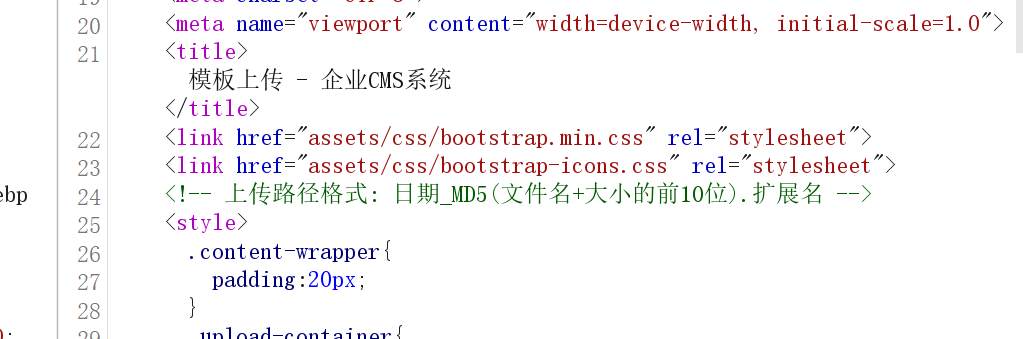 20 <meta name="viewport" content="width=device-width, initial-scale=1.0">
21 <title>
模板上传 - 企业CMS系统
</title>
22 <link href="assets/css/bootstrap.min.css" rel="stylesheet">
23 <link href="assets/css/bootstrap-icons.css" rel="stylesheet">
ebp
24 <!-- 上传路径格式: 日期_MD5(文件名+大小的前10位).扩展名 -->
25 <style>
26 .content-wrapper{
27 padding:20px;
28 }
29 .upload-container{